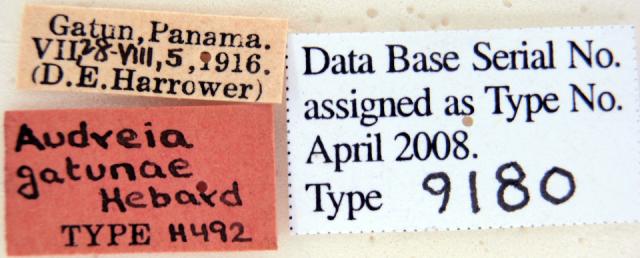 Gatun, Panama.
VII,28-VIII,5,1916.
(D.E.Harrower)
Audreia
gatunae
Hebard
TYPE H492
Data Base Serial No.
assigned as Type No.
April 2008.
Type 9180